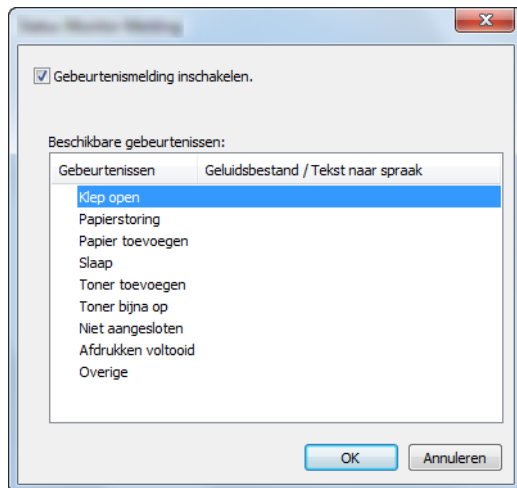 Gebeurtenismelding inschakelen.
Beschikbare gebeurtenissen:
Gebeurtenissen Geluidsbestand / Tekst naar spraak
Klep open
Papierstoring
Papier toevoegen
Slaap
Toner toevoegen
Toner bijna op
Niet aangesloten
Afdrukken voltooid
Overige
OK Annuleren